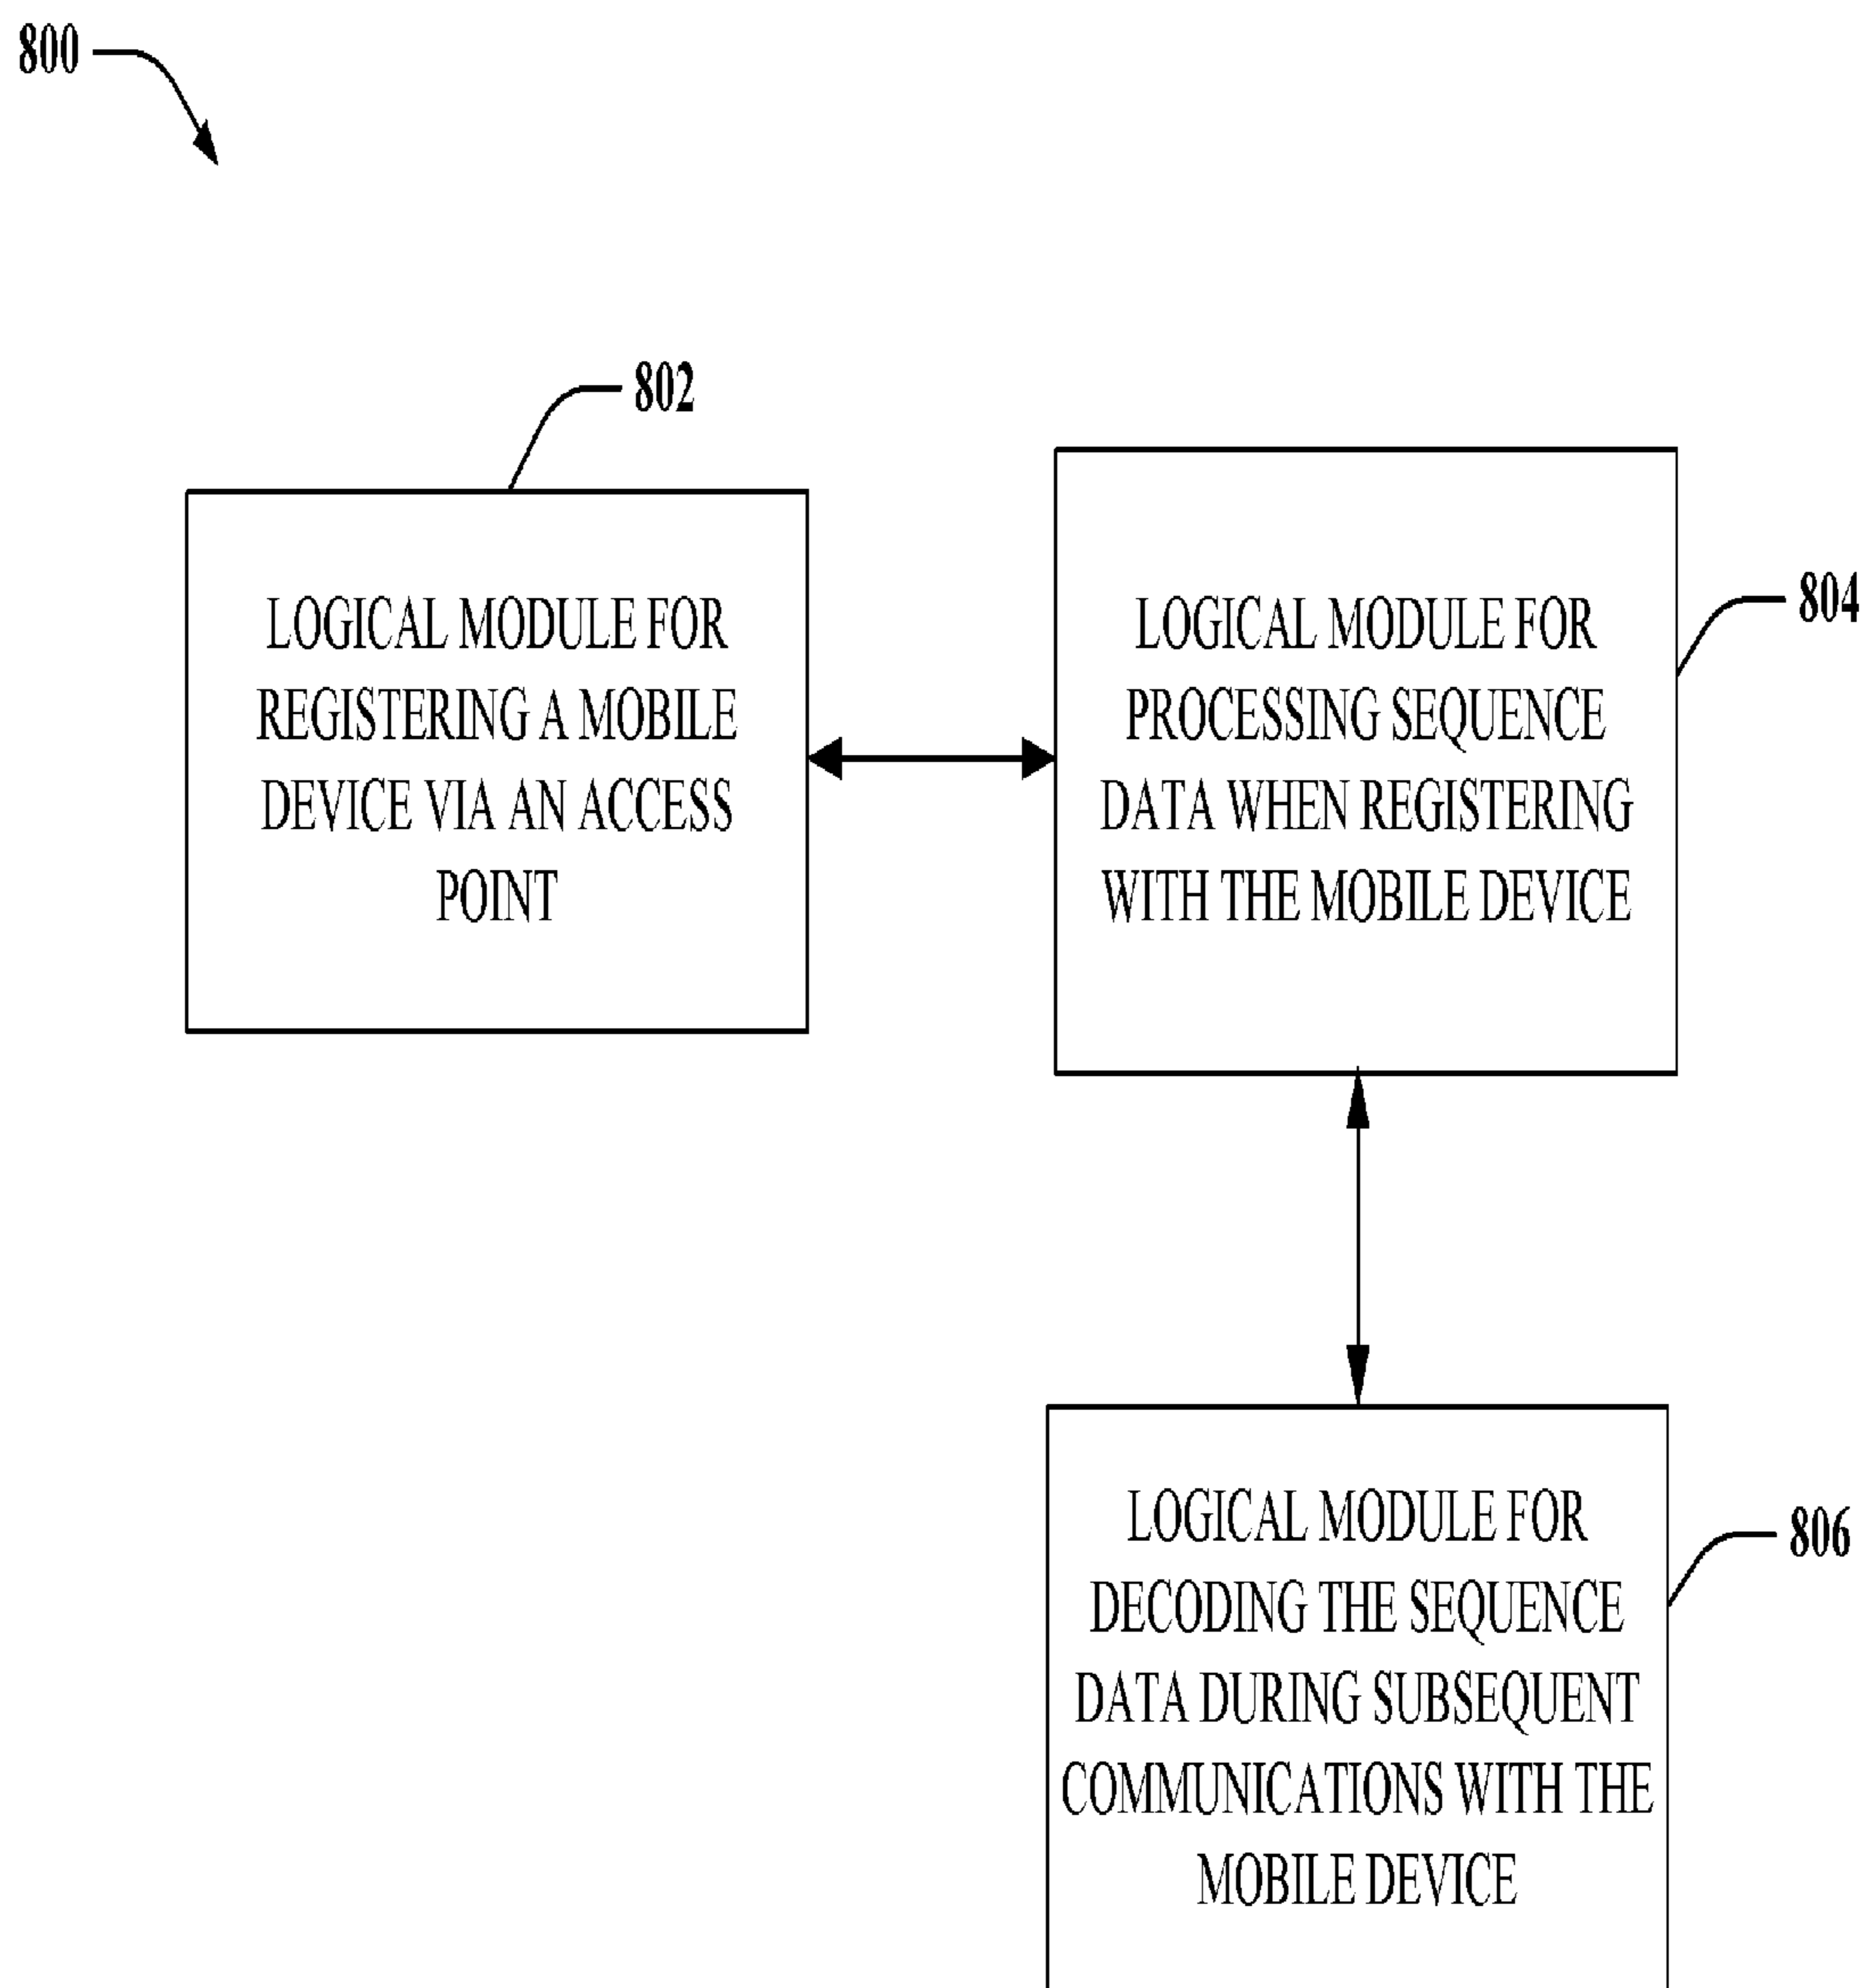 800
802
LOGICAL MODULE FOR
REGISTERING A MOBILE
DEVICE VIA AN ACCESS
POINT
804
LOGICAL MODULE FOR
PROCESSING SEQUENCE
DATA WHEN REGISTERING
WITH THE MOBILE DEVICE
806
LOGICAL MODULE FOR
DECODING THE SEQUENCE
DATA DURING SUBSEQUENT
COMMUNICATIONS WITH THE
MOBILE DEVICE